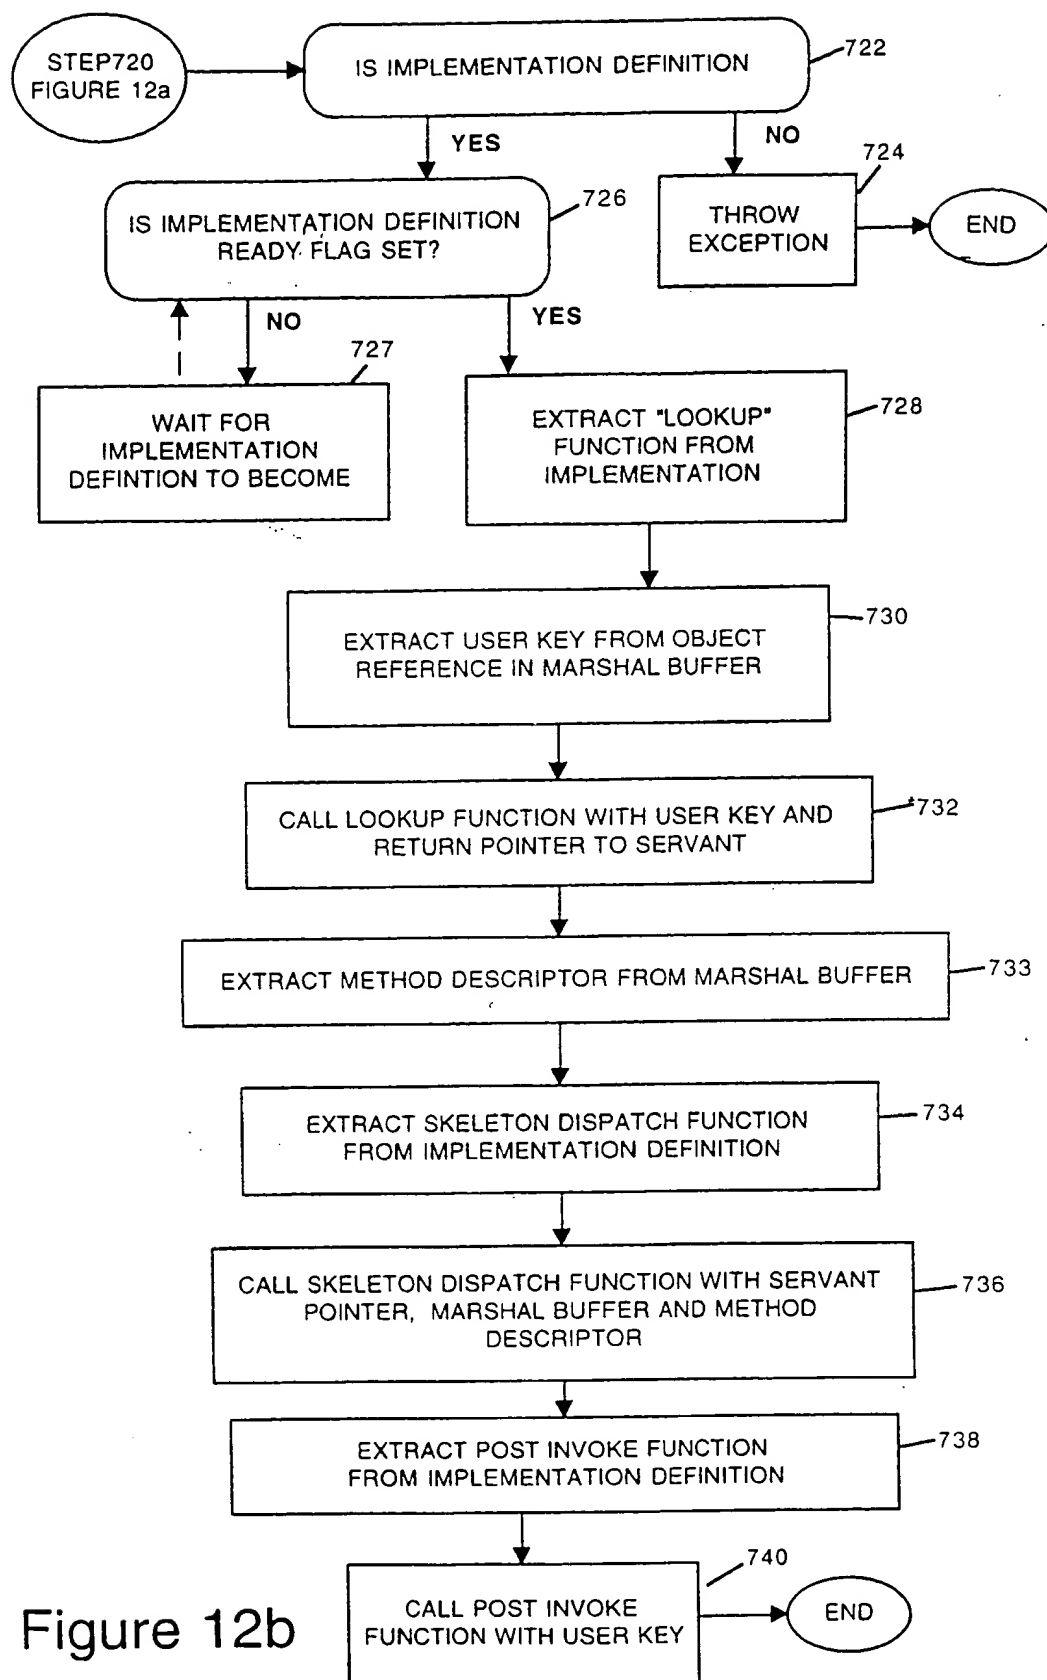 STEP720
FIGURE 12a
IS IMPLEMENTATION DEFINITION
722
YES
NO
724
THROW
EXCEPTION
END
IS IMPLEMENTATION DEFINITION
READY FLAG SET?
726
NO
YES
727
WAIT FOR
IMPLEMENTATION
DEFINTION TO BECOME
EXTRACT "LOOKUP"
FUNCTION FROM
IMPLEMENTATION
728
EXTRACT USER KEY FROM OBJECT
REFERENCE IN MARSHAL BUFFER
730
CALL LOOKUP FUNCTION WITH USER KEY AND
RETURN POINTER TO SERVANT
732
EXTRACT METHOD DESCRIPTOR FROM MARSHAL BUFFER
733
EXTRACT SKELETON DISPATCH FUNCTION
FROM IMPLEMENTATION DEFINITION
734
CALL SKELETON DISPATCH FUNCTION WITH SERVANT
POINTER, MARSHAL BUFFER AND METHOD
DESCRIPTOR
736
EXTRACT POST INVOKE FUNCTION
FROM IMPLEMENTATION DEFINITION
738
740
CALL POST INVOKE
FUNCTION WITH USER KEY
END
Figure 12b